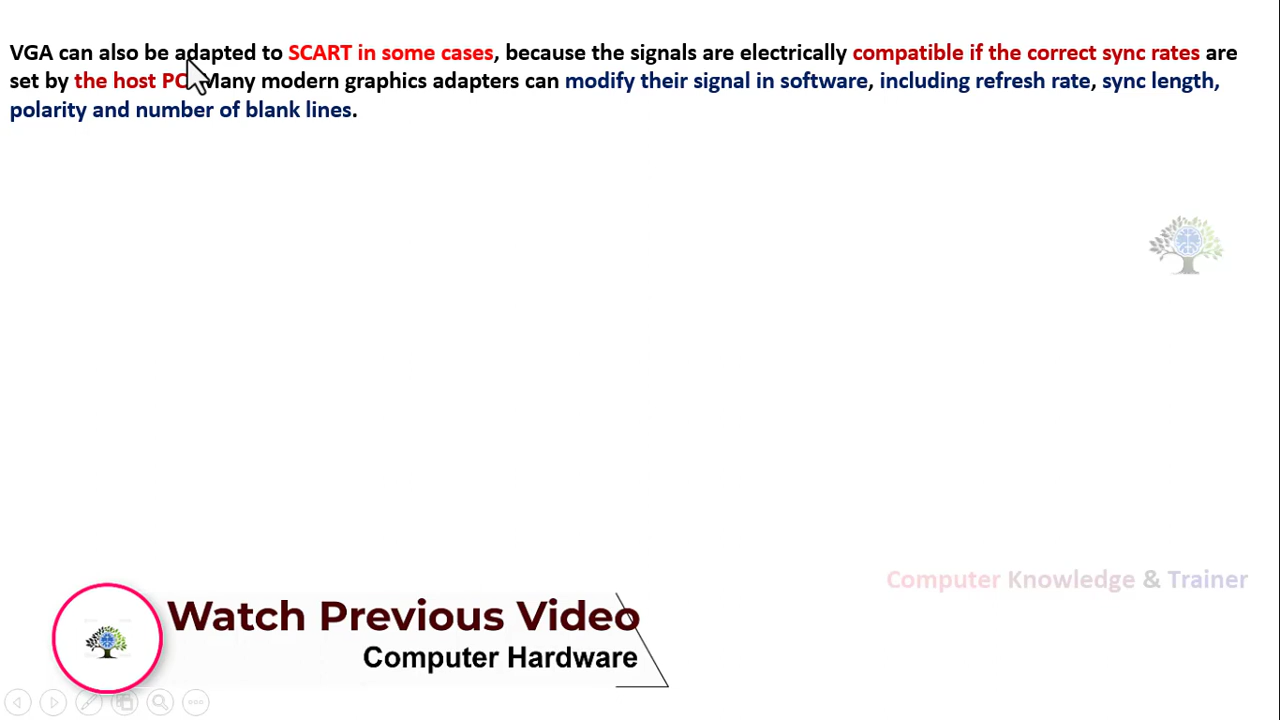 VGA can also be adapted to SCART in some cases, because the signals are electrically compatible if the correct sync rates are
set by the host PC. Many modern graphics adapters can modify their signal in software, including refresh rate, sync length,
polarity and number of blank lines.
Computer Knowledge & Trainer
Watch Previous Video
Computer Hardware